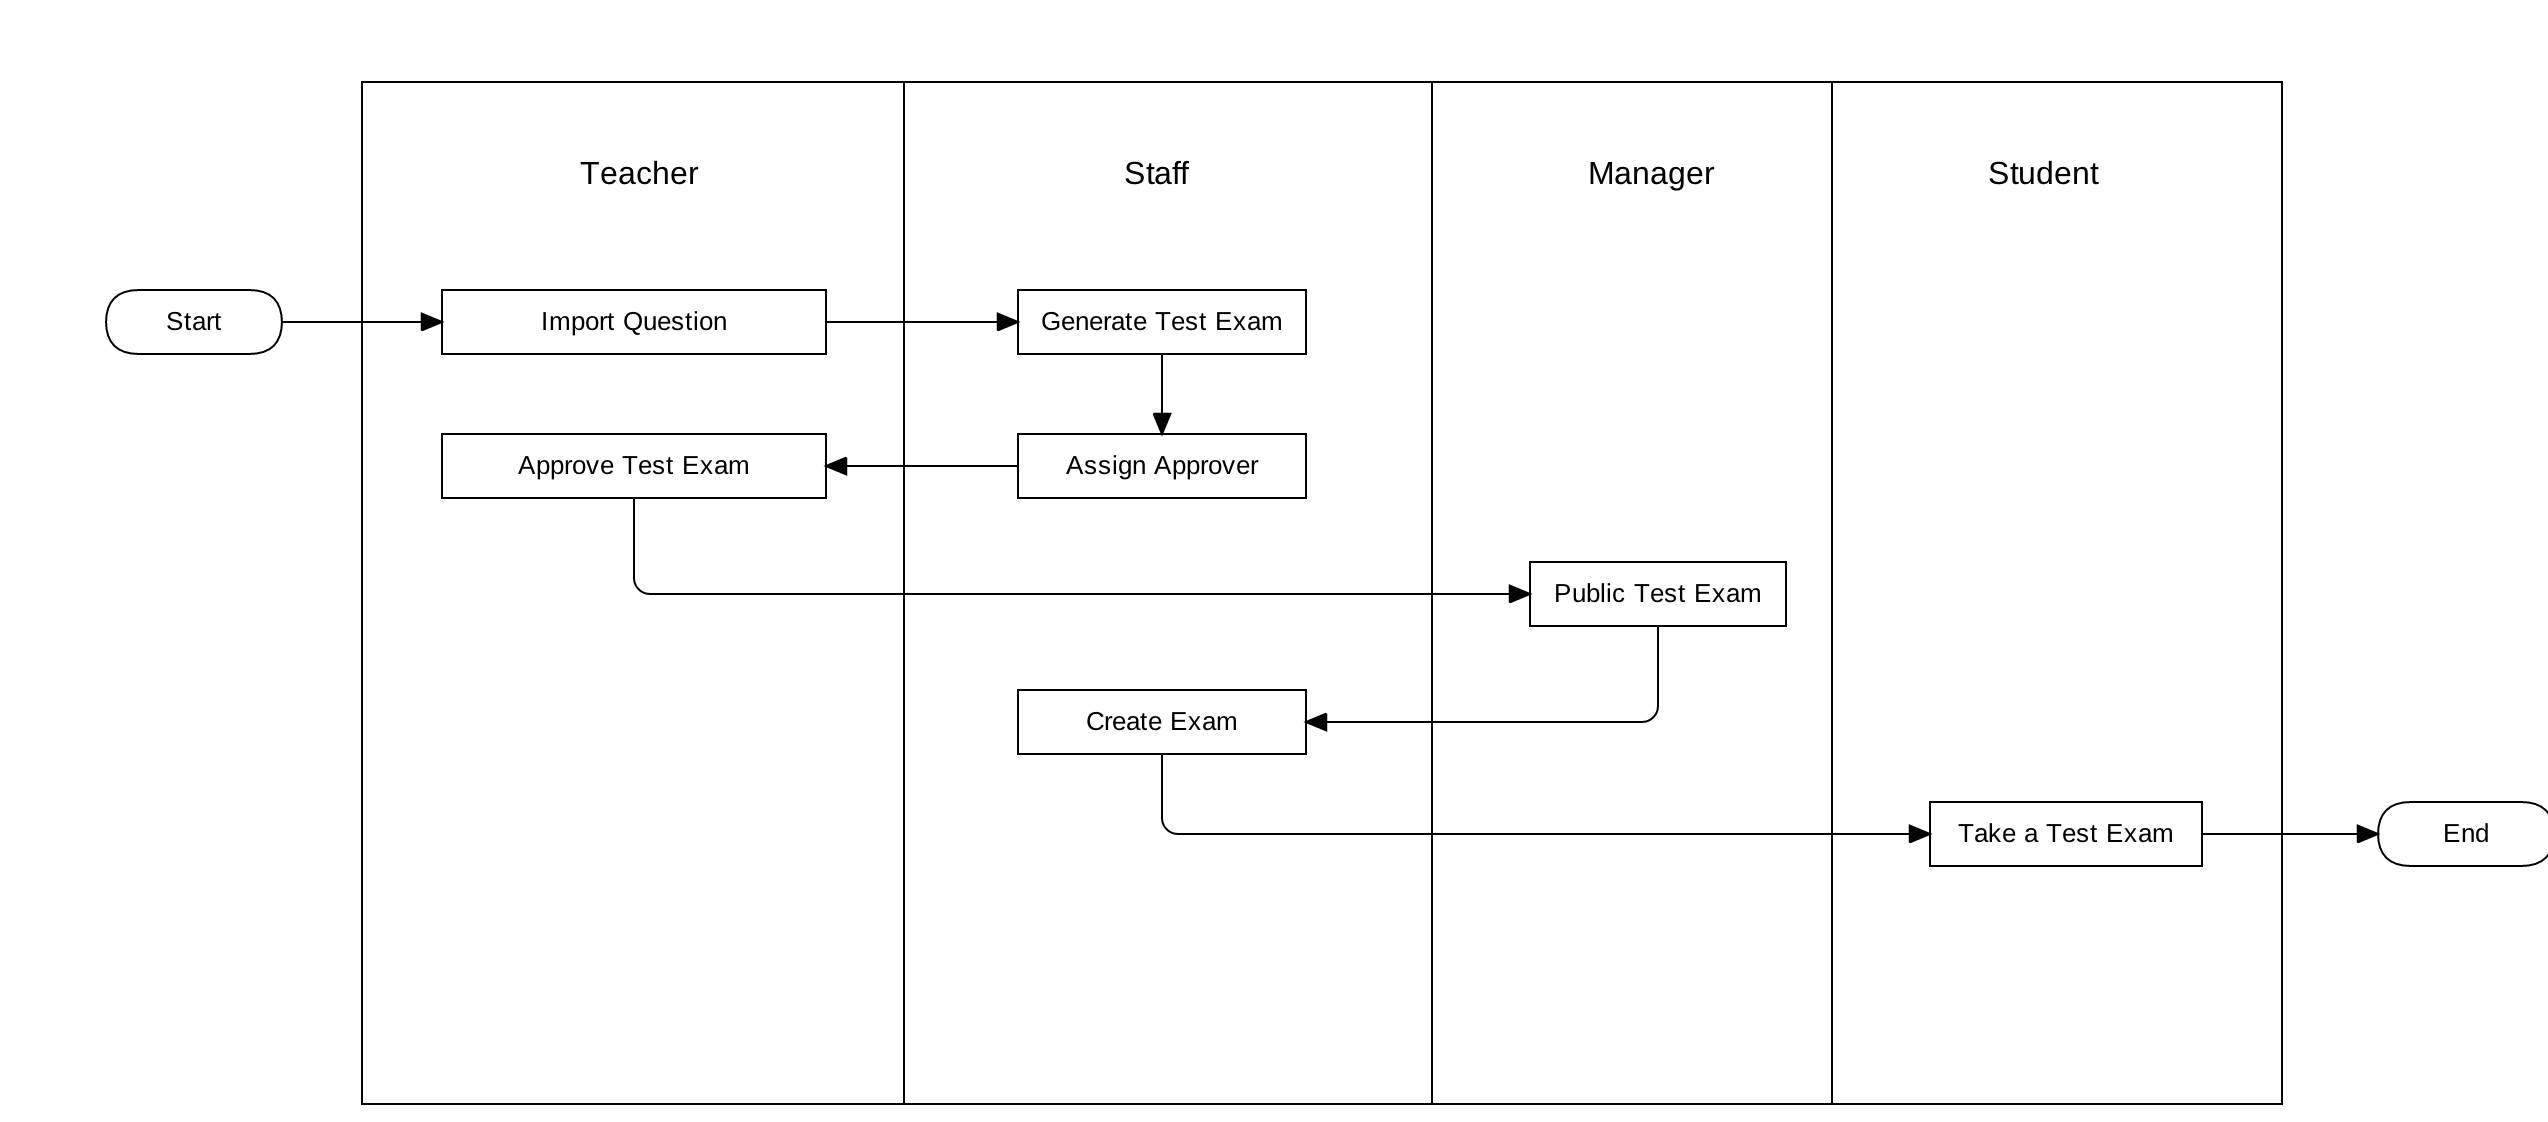 Teacher
Staff
Manager
Student
Start
Import Question
Generate Test Exam
Approve Test Exam
Assign Approver
Public Test Exam
Create Exam
Take a Test Exam
End